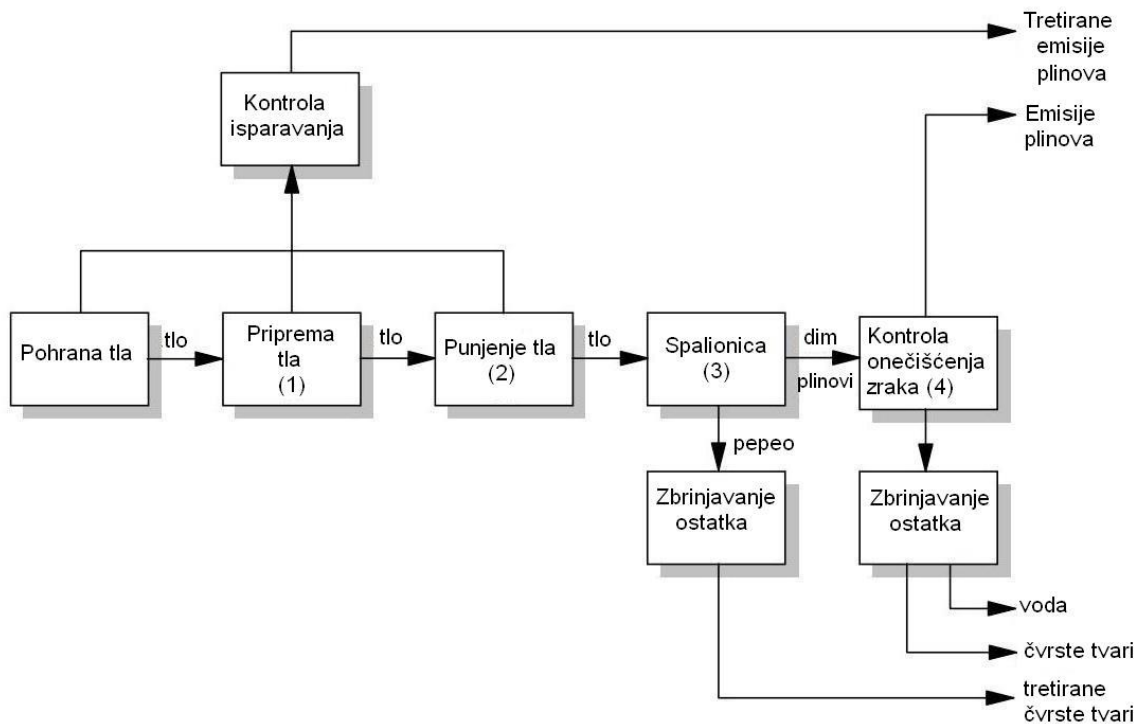 Tretirane
emisije
plinova
Kontrola
isparavanja
Emisije
plinova
Pohrana tla
tlo
Priprema
tla
(1)
tlo
Punjenje tla
(2)
tlo
Spalionica
(3)
dim
plinovi
Kontrola
onečišćenja
zraka (4)
pepeo
Zbrinjavanje
ostatka
Zbrinjavanje
ostatka
voda
čvrste tvari
tretirane
čvrste tvari